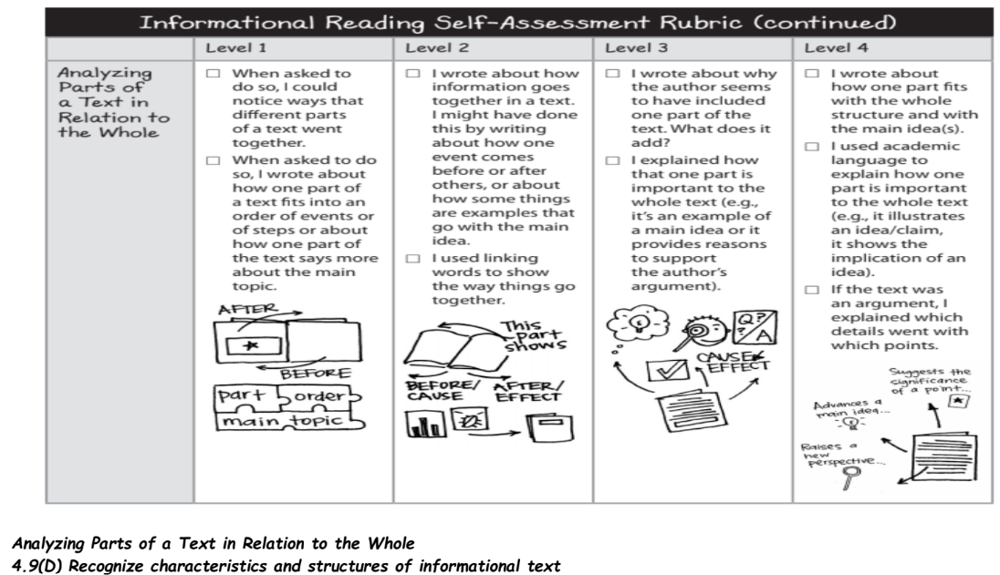 Informational Reading Self-Assessment Rubric (continued)
Level 1
Level 2
Level 3
Level 4
Analyzing
Parts of
a Text in
Relation to
the Whole
☐ When asked to
do so, I could
notice ways that
different parts
of a text went
together.
☐ When asked to do
so, I wrote about
how one part of
a text fits into an
order of events or
of steps or about
how one part of
the text says more
about the main
topic.
AFTER
BEFORE
part order
main topic
☐ I wrote about how
information goes
together in a text.
I might have done
this by writing
about how one
event comes
before or after
others, or about
how some things
are examples that
go with the main
idea.
☐ I used linking
words to show
the way things go
together.
This
part
shows
BEFORE/
CAUSE
AFTER/
EFFECT
☐ I wrote about why
the author seems
to have included
one part of the
text. What does it
add?
☐ I explained how
that one part is
important to the
whole text (e.g.,
it's an example of
a main idea or it
provides reasons
to support
the author's
argument).
Q?
?/A
CAUSE
EFFECT
☐ I wrote about
how one part fits
with the whole
structure and with
the main idea(s).
☐ I used academic
language to
explain how one
part is important
to the whole text
(e.g., it illustrates
an idea/claim,
it shows the
implication of an
idea).
☐ If the text was
an argument, I
explained which
details went with
which points.
Suggests the
significance
of a point...
Advances a
main idea...
Raises a
new
perspective...
Analyzing Parts of a Text in Relation to the Whole
4.9(D) Recognize characteristics and structures of informational text